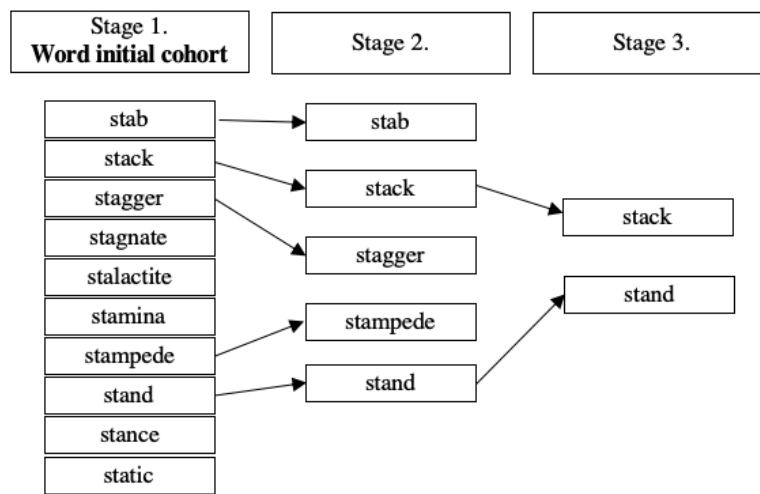 Stage 1.
Word initial cohort
Stage 2.
Stage 3.
stab
stack
stagger
stagnate
stalactite
stamina
stampede
stand
stance
static
stab
stack
stagger
stampede
stand
stack
stand